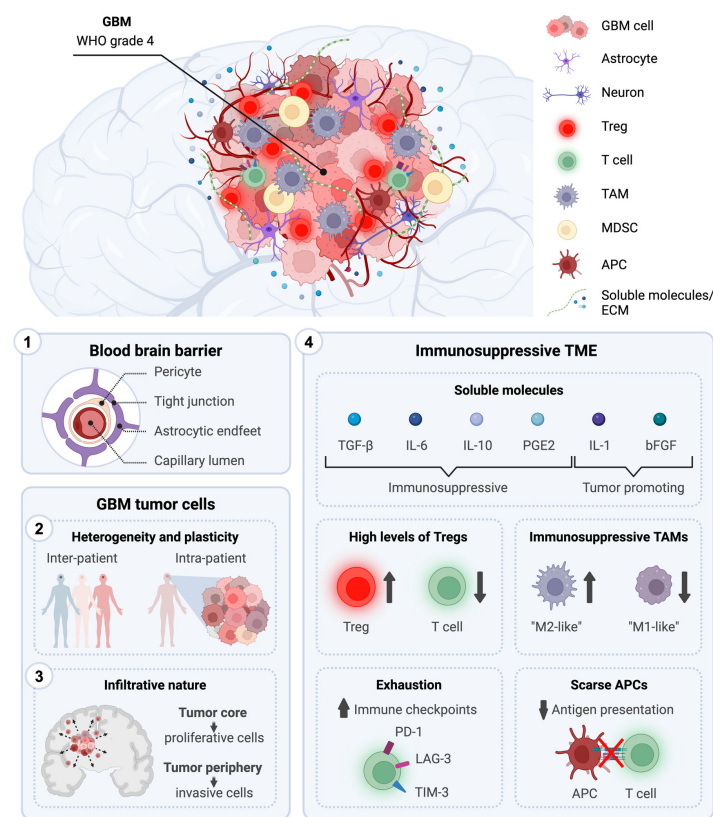 GBM
WHO grade 4
GBM cell
Astrocyte
Neuron
Treg
T cell
TAM
MDSC
APC
Soluble molecules/
ECM
1
Blood brain barrier
Pericyte
Tight junction
Astrocytic endfeet
Capillary lumen
GBM tumor cells
2
Heterogeneity and plasticity
Inter-patient
Intra-patient
3
Infiltrative nature
Tumor core
proliferative cells
Tumor periphery
invasive cells
4
Immunosuppressive TME
Soluble molecules
TGF-β IL-6 IL-10 PGE2 IL-1 bFGF
Immunosuppressive Tumor promoting
High levels of Tregs
Treg T cell
Immunosuppressive TAMs
"M2-like" "M1-like"
Exhaustion
Immune checkpoints
PD-1
LAG-3
TIM-3
Scarse APCs
Antigen presentation
APC T cell